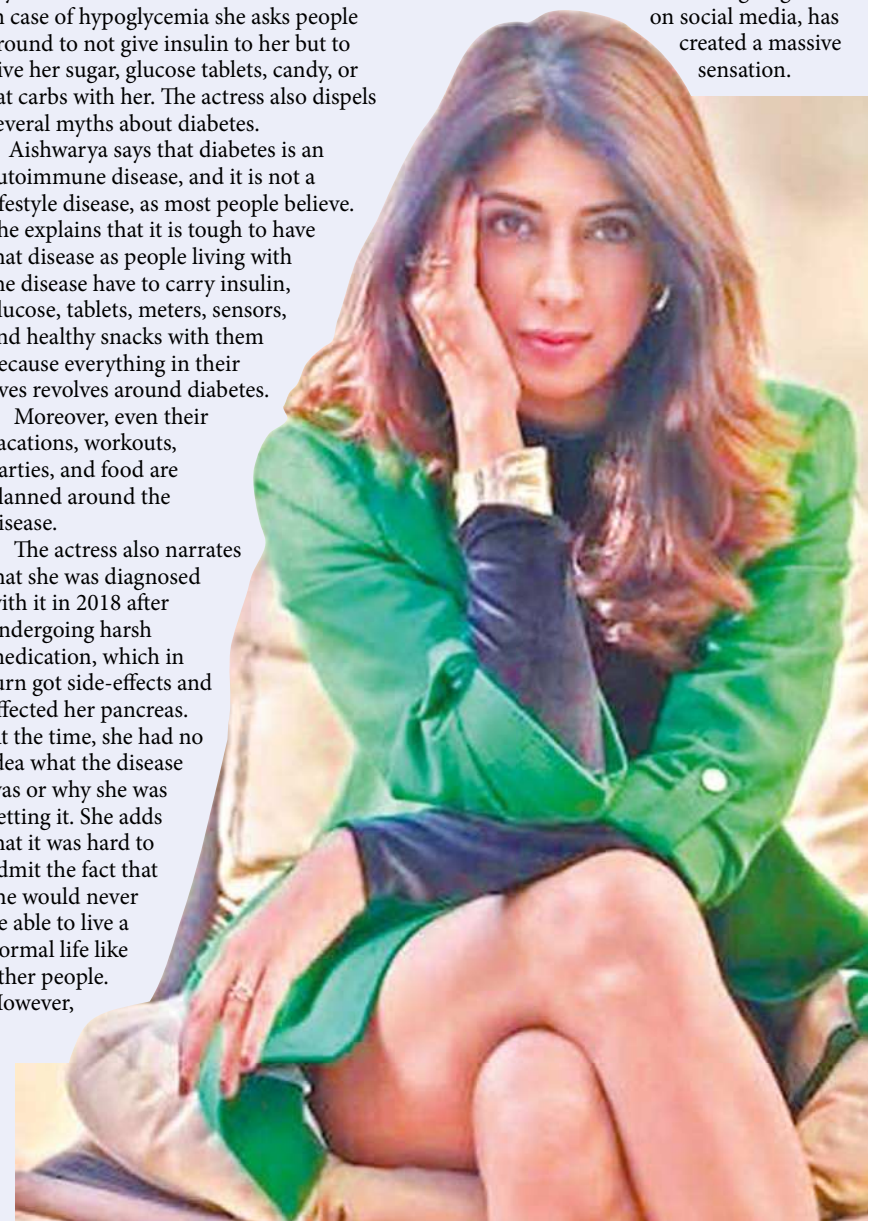 n case of hypoglycemia she asks people
round to not give insulin to her but to
ive her sugar, glucose tablets, candy, or
at carbs with her. The actress also dispels
everal myths about diabetes.
Aishwarya says that diabetes is an
utoimmune disease, and it is not a
festyle disease, as most people believe.
he explains that it is tough to have
hat disease as people living with
he disease have to carry insulin,
lucose, tablets, meters, sensors,
nd healthy snacks with them
ecause everything in their
ves revolves around diabetes.
Moreover, even their
acations, workouts,
arties, and food are
lanned around the
isease.
The actress also narrates
hat she was diagnosed
ith it in 2018 after
ndergoing harsh
medication, which in
urn got side-effects and
ffected her pancreas.
t the time, she had no
dea what the disease
as or why she was
etting it. She adds
hat it was hard to
dmit the fact that
he would never
e able to live a
ormal life like
ther people.
However,
on social media, has
created a massive
sensation.